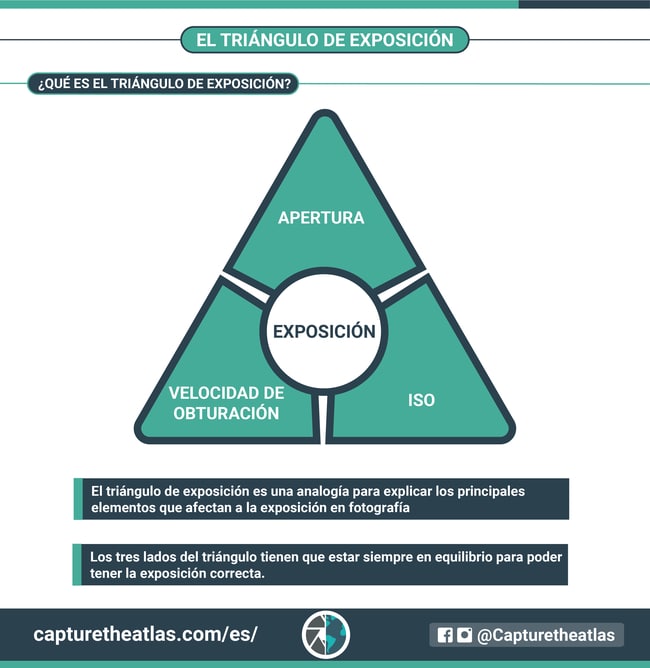 EL TRIÁNGULO DE EXPOSICIÓN
¿QUÉ ES EL TRIÁNGULO DE EXPOSICIÓN?
APERTURA
EXPOSICIÓN
VELOCIDAD DE
OBTURACIÓN
ISO
El triángulo de exposición es una analogía para explicar los principales
elementos que afectan a la exposición en fotografía
Los tres lados del triángulo tienen que estar siempre en equilibrio para poder
tener la exposición correcta.
capturetheatlas.com/es/
@Capturetheatlas